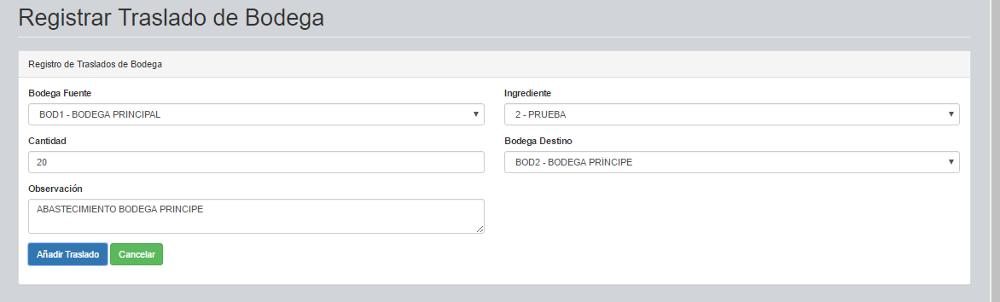 Registrar Traslado de Bodega
Registro de Traslados de Bodega
Bodega Fuente
BOD1 - BODEGA PRINCIPAL
Ingrediente
2 - PRUEBA
Cantidad
20
Bodega Destino
BOD2 - BODEGA PRÍNCIPE
Observación
ABASTECIMIENTO BODEGA PRINCIPE
Añadir Traslado
Cancelar